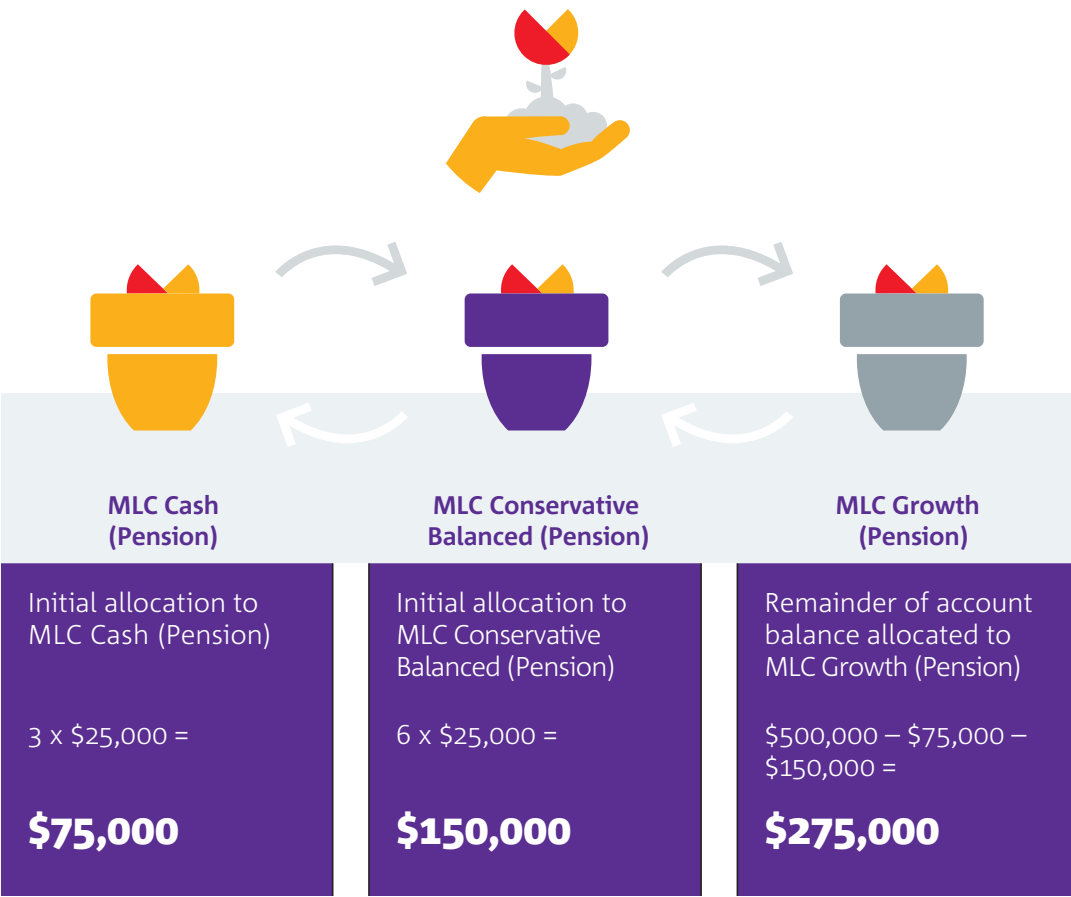 MLC Cash
(Pension)
MLC Conservative
Balanced (Pension)
MLC Growth
(Pension)
Initial allocation to
MLC Cash (Pension)
3 x $25,000 =
$75,000
Initial allocation to
MLC Conservative
Balanced (Pension)
6 x $25,000 =
$150,000
Remainder of account
balance allocated to
MLC Growth (Pension)
$500,000 – $75,000 –
$150,000 =
$275,000